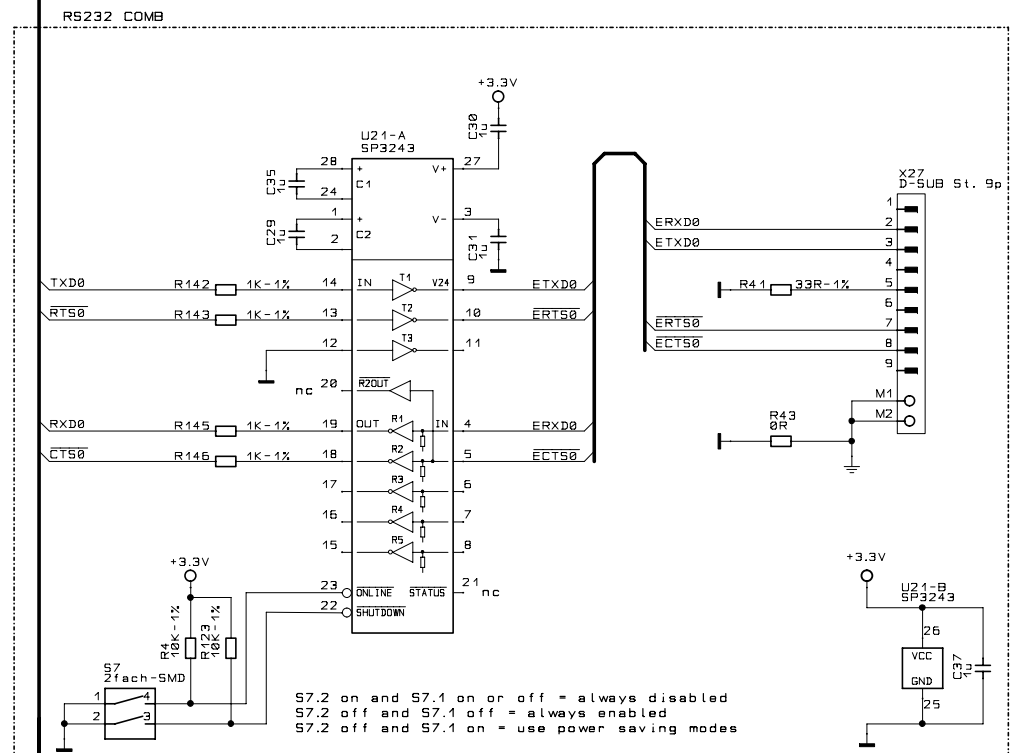 RS232 COMB
+3.3V
C30
1u
U21-A
SP3243
28 + V+ 27
C35
1u
C1
24
1 + V- 3
C29
1u
C2
2
C31
1u
X27
D-SUB St. 9p
1
ERXD0 2
ETXD0 3
4
R41 33R-1% 5
6
ERTS0 7
ECTS0 8
9
M1
M2
R43
0R
TXD0 R142 1K-1% 14 IN T1 V24 9 ETXD0
RTS0 R143 1K-1% 13 T2 10 ERTS0
12 T3 11
nc 20 R2OUT
RXD0 R145 1K-1% 19 OUT R1 IN 4 ERXD0
CTS0 R146 1K-1% 18 R2 5 ECTS0
17 R3 6
16 R4 7
15 R5 8
23 ONLINE STATUS 21 nc
22 SHUTDOWN
+3.3V
R4
10K-1%
R123
10K-1%
S7
2fach-SMD
1 4
2 3
+3.3V
U21-B
SP3243
26
VCC
GND
25
C37
1u
S7.2 on and S7.1 on or off = always disabled
S7.2 off and S7.1 off = always enabled
S7.2 off and S7.1 on = use power saving modes